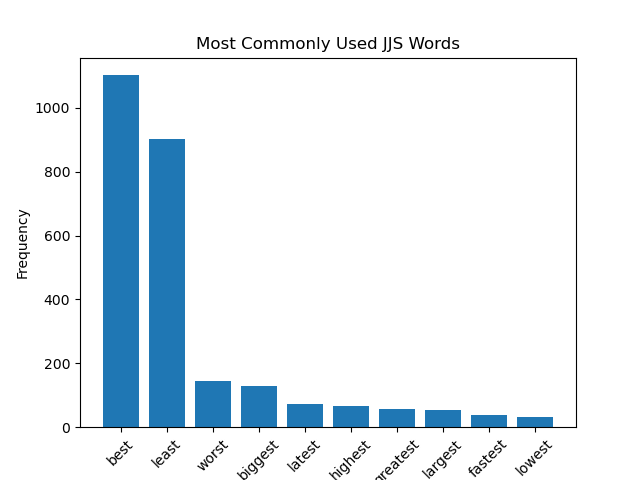 Most Commonly Used JJS Words
Frequency
1000
800
600
400
200
0
best
least
worst
biggest
latest
highest
greatest
largest
fastest
lowest